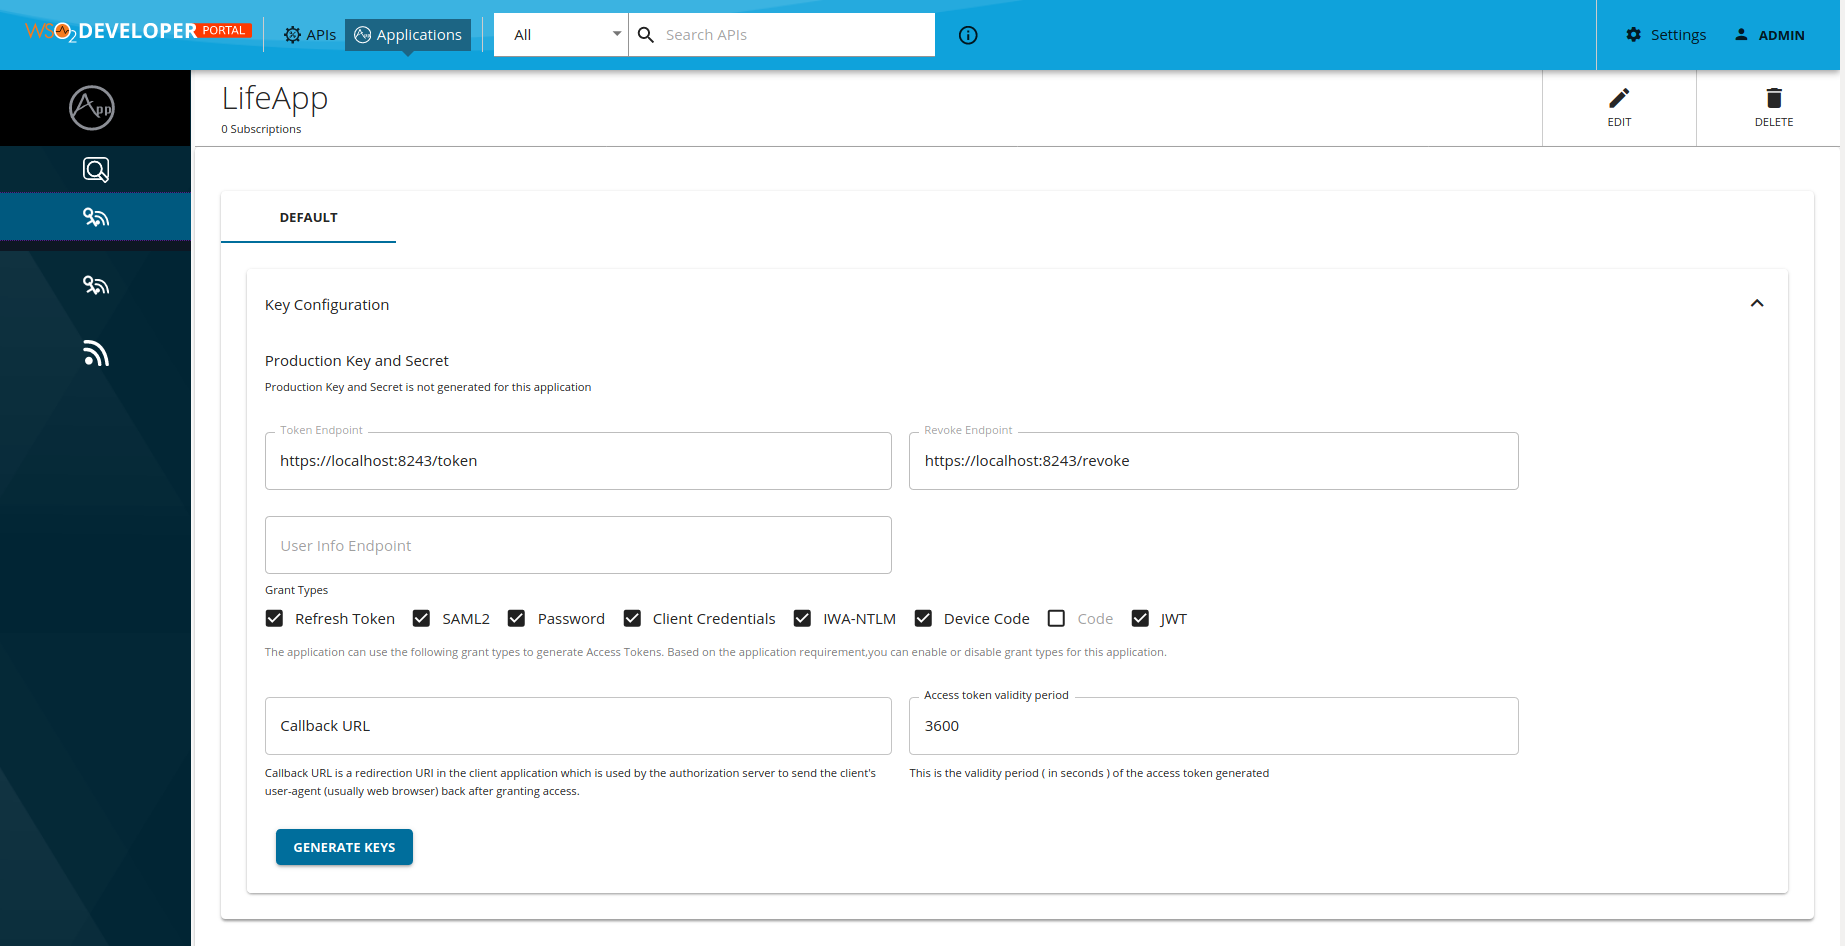 WSO2 DEVELOPER PORTAL
APIs
Applications
All
Search APIs
Settings
ADMIN
App
LifeApp
0 Subscriptions
EDIT
DELETE
DEFAULT
Key Configuration
Production Key and Secret
Production Key and Secret is not generated for this application
Token Endpoint
https://localhost:8243/token
Revoke Endpoint
https://localhost:8243/revoke
User Info Endpoint
Grant Types
Refresh Token SAML2 Password Client Credentials IWA-NTLM Device Code Code JWT
The application can use the following grant types to generate Access Tokens. Based on the application requirement,you can enable or disable grant types for this application.
Callback URL
Access token validity period
3600
Callback URL is a redirection URI in the client application which is used by the authorization server to send the client's
user-agent (usually web browser) back after granting access.
This is the validity period ( in seconds ) of the access token generated
GENERATE KEYS